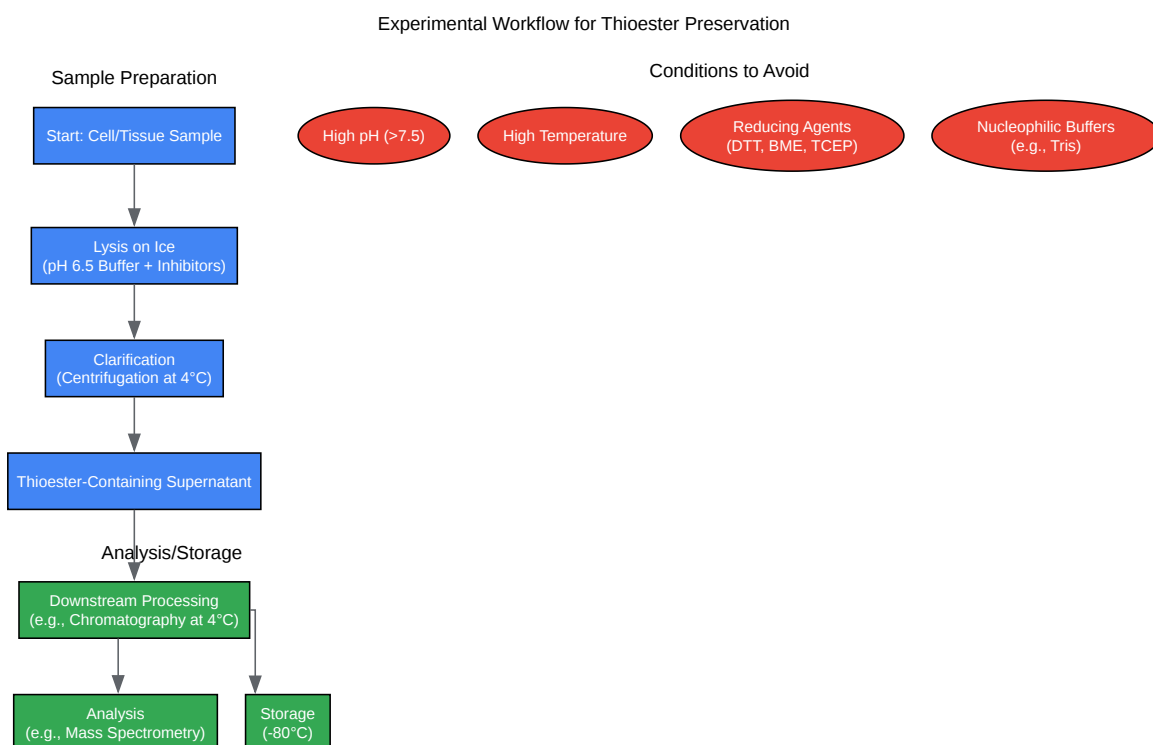 Experimental Workflow for Thioester Preservation
Sample Preparation
Conditions to Avoid
Start: Cell/Tissue Sample
High pH (>7.5)
High Temperature
Reducing Agents
(DTT, BME, TCEP)
Nucleophilic Buffers
(e.g., Tris)
Lysis on Ice
(pH 6.5 Buffer + Inhibitors)
Clarification
(Centrifugation at 4°C)
Thioester-Containing Supernatant
Analysis/Storage
Downstream Processing
(e.g., Chromatography at 4°C)
Analysis
(e.g., Mass Spectrometry)
Storage
(-80°C)